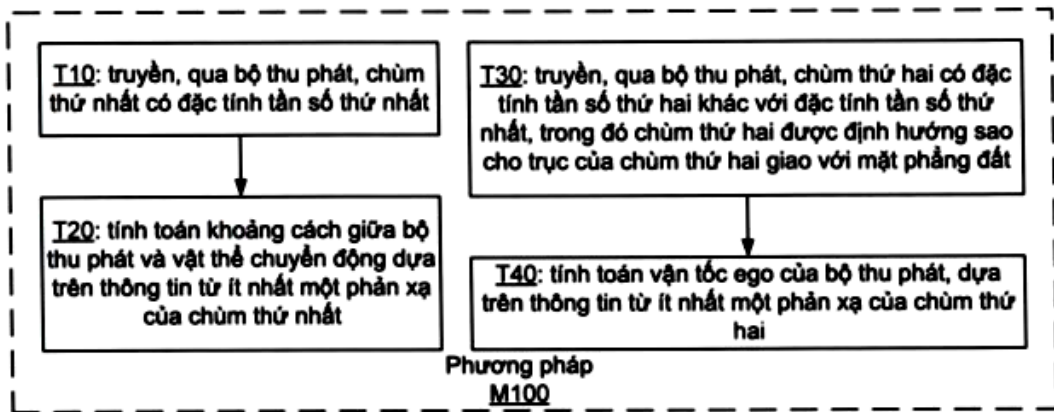 T10: truyền, qua bộ thu phát, chùm
thứ nhất có đặc tính tần số thứ nhất
T20: tính toán khoảng cách giữa bộ
thu phát và vật thể chuyển động dựa
trên thông tin từ ít nhất một phản xạ
của chùm thứ nhất
T30: truyền, qua bộ thu phát, chùm thứ hai có đặc
tính tần số thứ hai khác với đặc tính tần số thứ
nhất, trong đó chùm thứ hai được định hướng sao
cho trục của chùm thứ hai giao với mặt phẳng đất
T40: tính toán vận tốc ego của bộ thu phát, dựa
trên thông tin từ ít nhất một phản xạ của chùm thứ
hai
Phương pháp
M100